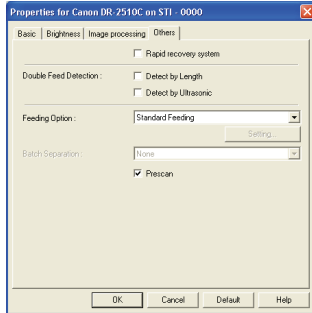 Properties for Canon DR-2510C on STI - 0000
Basic Brightness Image processing Others
Rapid recovery system
Double Feed Detection : Detect by Length
Detect by Ultrasonic
Feeding Option : Standard Feeding
Setting...
Batch Separation : None
Prescan
OK Cancel Default Help